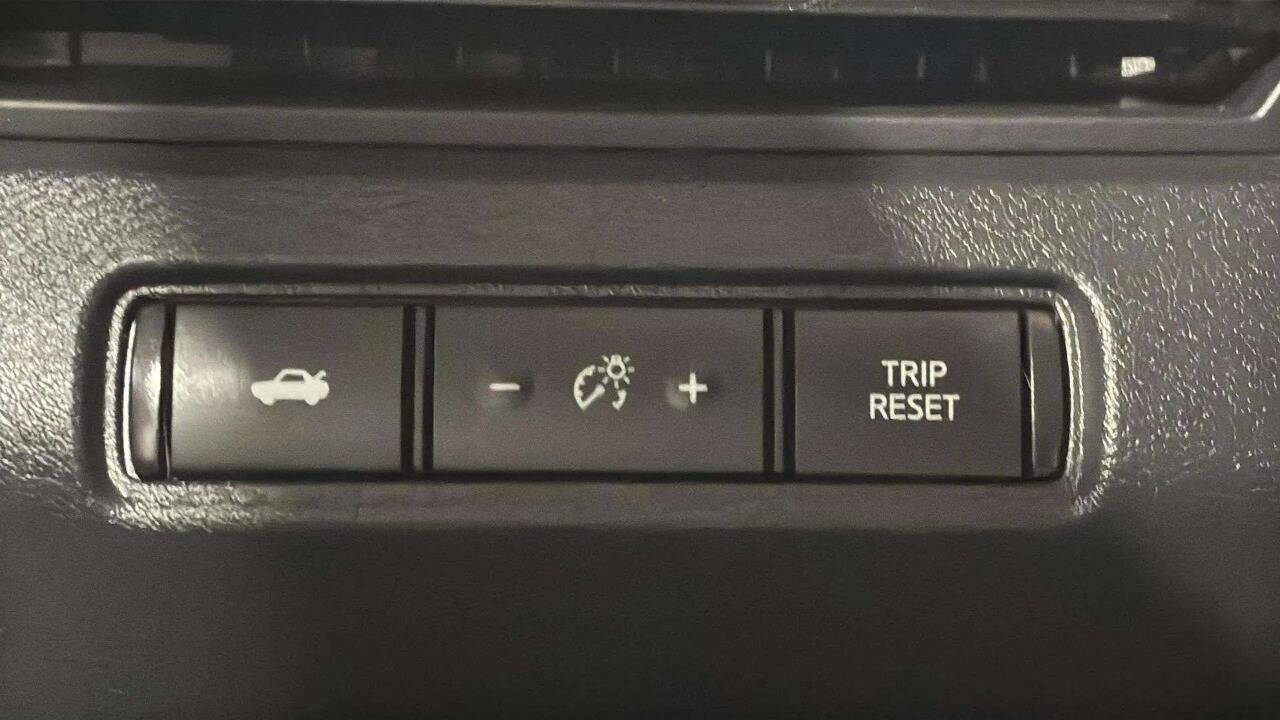 - +
TRIP
RESET